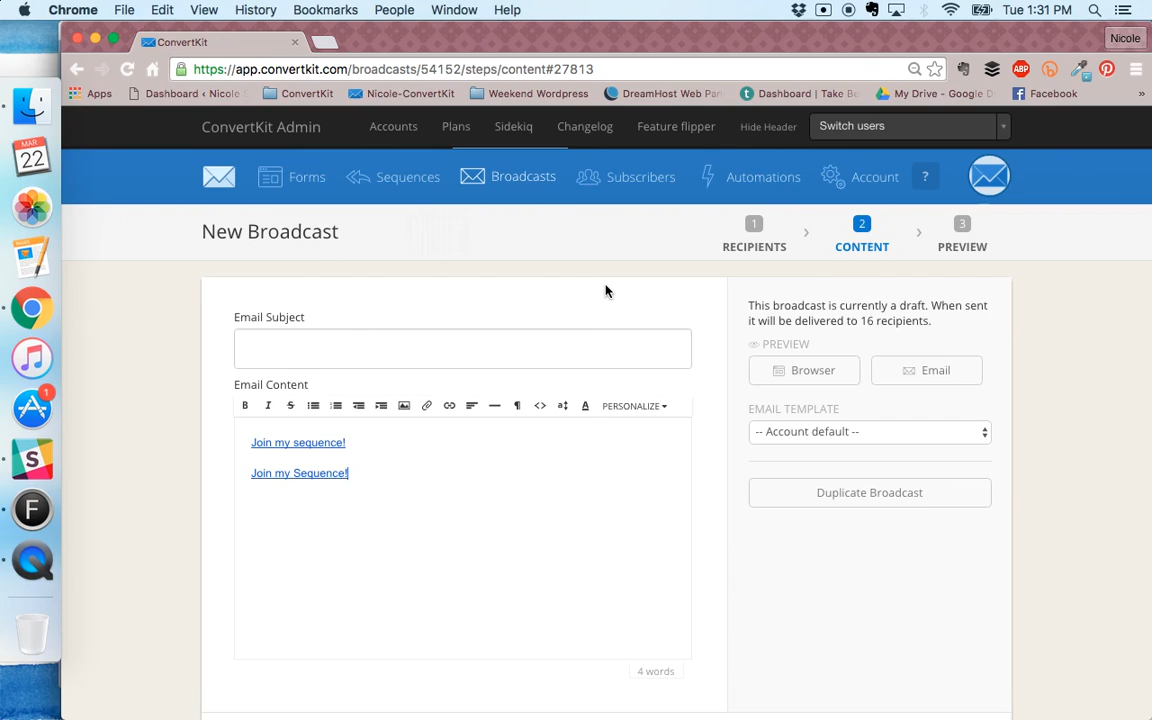 Chrome File Edit View History Bookmarks People Window Help Tue 1:31 PM
ConvertKit Nicole
https://app.convertkit.com/broadcasts/54152/steps/content#27813
Apps Dashboard ‹ Nicole ConvertKit Nicole-ConvertKit Weekend Wordpress DreamHost Web Pan Dashboard | Take Be My Drive - Google D Facebook »
ConvertKit Admin Accounts Plans Sidekiq Changelog Feature flipper Hide Header Switch users
Forms Sequences Broadcasts Subscribers Automations Account ?
New Broadcast
1 RECIPIENTS
2 CONTENT
3 PREVIEW
Email Subject
Email Content
B I S PERSONALIZE
Join my sequence!
Join my Sequence!
4 words
This broadcast is currently a draft. When sent
it will be delivered to 16 recipients.
PREVIEW
Browser Email
EMAIL TEMPLATE
-- Account default --
Duplicate Broadcast
MAR
22
1
S
F
ABP